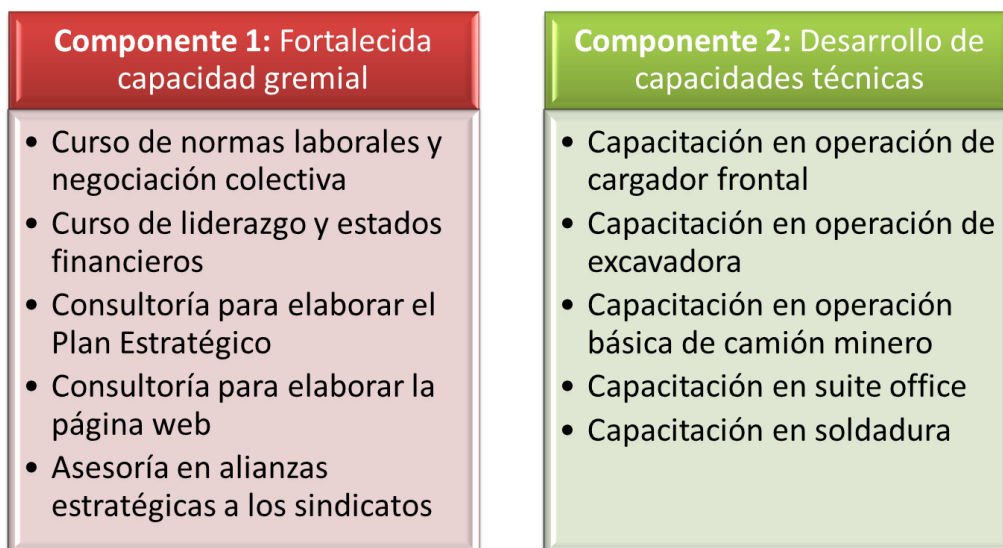 Componente 1: Fortalecida
capacidad gremial
• Curso de normas laborales y
negociación colectiva
• Curso de liderazgo y estados
financieros
• Consultoría para elaborar el
Plan Estratégico
• Consultoría para elaborar la
página web
• Asesoría en alianzas
estratégicas a los sindicatos
Componente 2: Desarrollo de
capacidades técnicas
• Capacitación en operación de
cargador frontal
• Capacitación en operación de
excavadora
• Capacitación en operación
básica de camión minero
• Capacitación en suite office
• Capacitación en soldadura